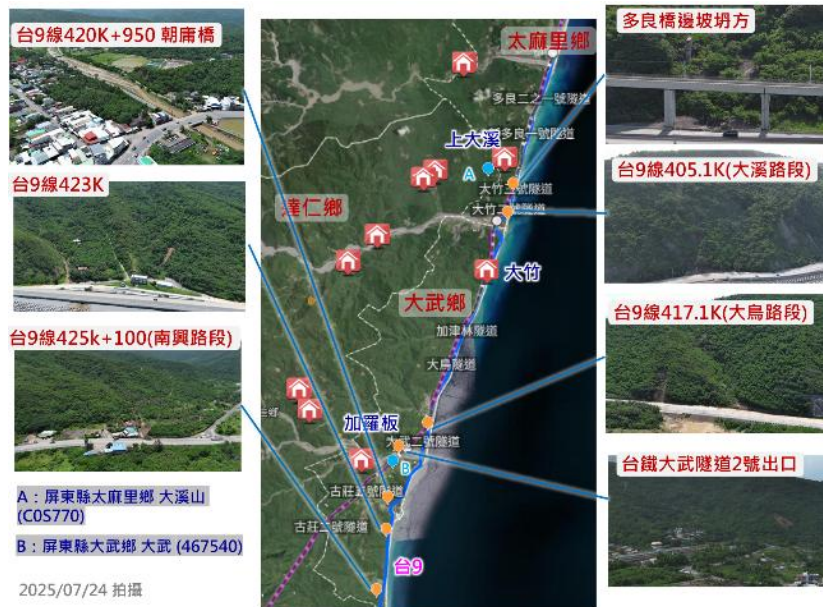 台9線420K+950 朝庸橋
台9線423K
台9線425k+100(南興路段)
A：屏東縣太麻里鄉 大溪山
(C0S770)
B：屏東縣大武鄉 大武 (467540)
2025/07/24 拍攝
太麻里鄉
多良二之一號隧道
多良一號隧道
上大溪
A
大竹三號隧道
大竹二號隧道
達仁鄉
大竹
大武鄉
加津林隧道
大鳥隧道
加羅板
大武二號隧道
B
古莊二號隧道
台9
多良橋邊坡坍方
台9線405.1K(大溪路段)
台9線417.1K(大鳥路段)
台鐵大武隧道2號出口